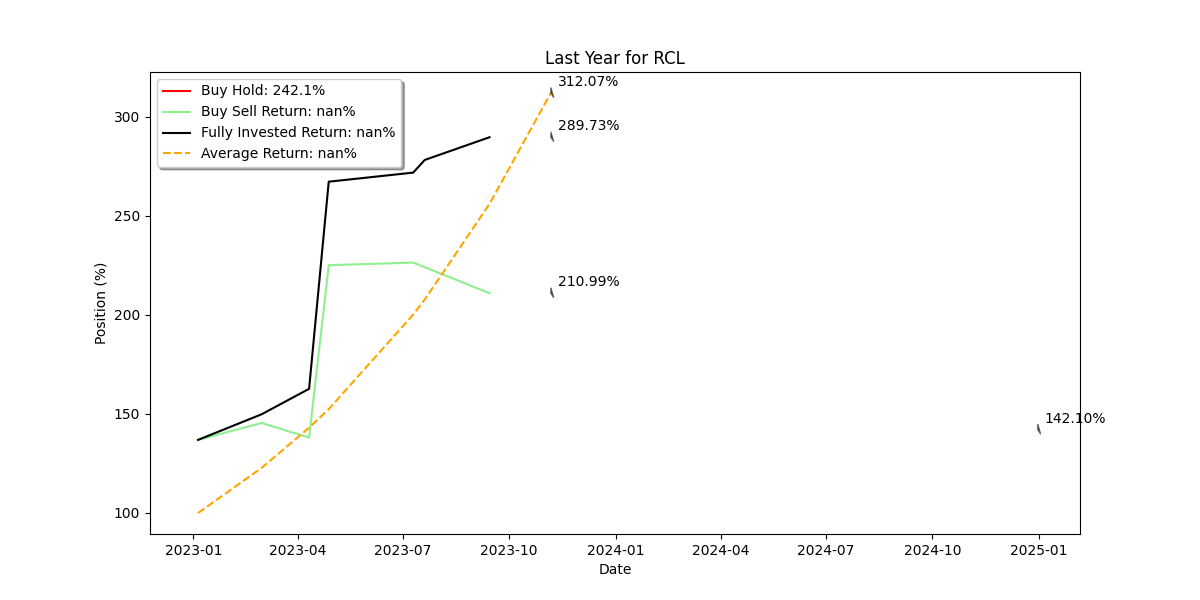 Last Year for RCL
Buy Hold: 242.1%
Buy Sell Return: nan%
Fully Invested Return: nan%
Average Return: nan%
312.07%
289.73%
210.99%
142.10%
300
250
200
150
100
Position (%)
2023-01 2023-04 2023-07 2023-10 2024-01 2024-04 2024-07 2024-10 2025-01
Date